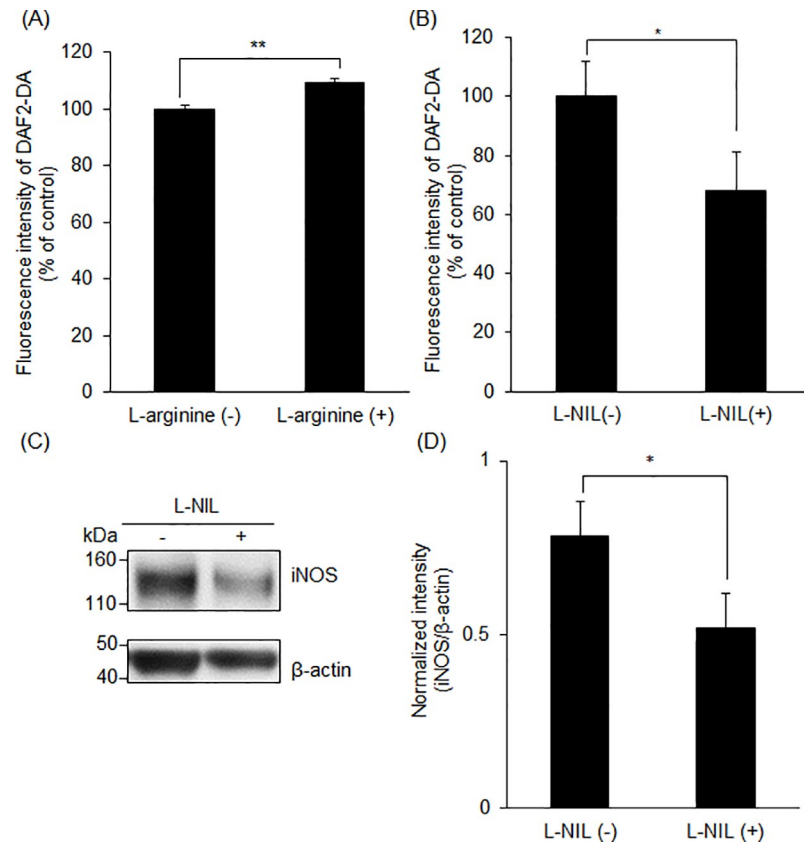 (A)
**
Fluorescence intensity of DAF2-DA
(% of control)
120
100
80
60
40
20
0
L-arginine (-) L-arginine (+)
(B)
*
Fluorescence intensity of DAF2-DA
(% of control)
120
100
80
60
40
20
0
L-NIL(-) L-NIL(+)
(C)
L-NIL
kDa - +
160
110
iNOS
50
40
β-actin
(D)
*
Normalized intensity
(iNOS/β-actin)
1
0.5
0
L-NIL (-) L-NIL (+)